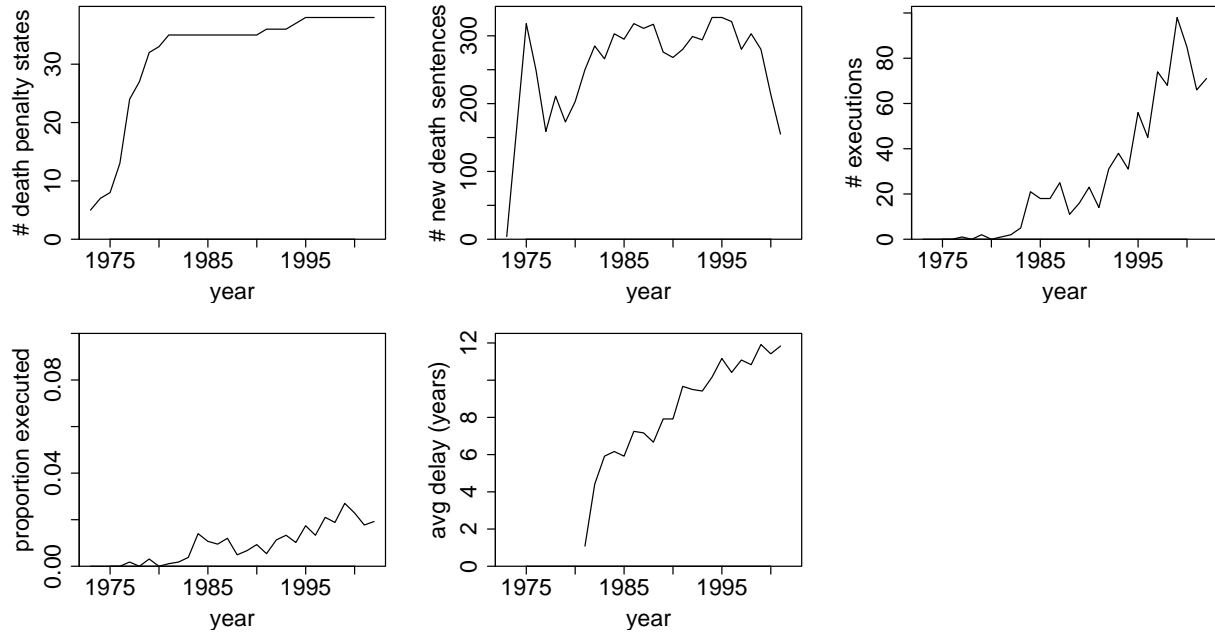 # death penalty states
30
20
10
0
1975 1985 1995
year
# new death sentences
300
200
100
0
1975 1985 1995
year
# executions
80
60
40
20
0
1975 1985 1995
year
proportion executed
0.08
0.04
0.00
1975 1985 1995
year
avg delay (years)
12
8
6
4
2
0
1975 1985 1995
year